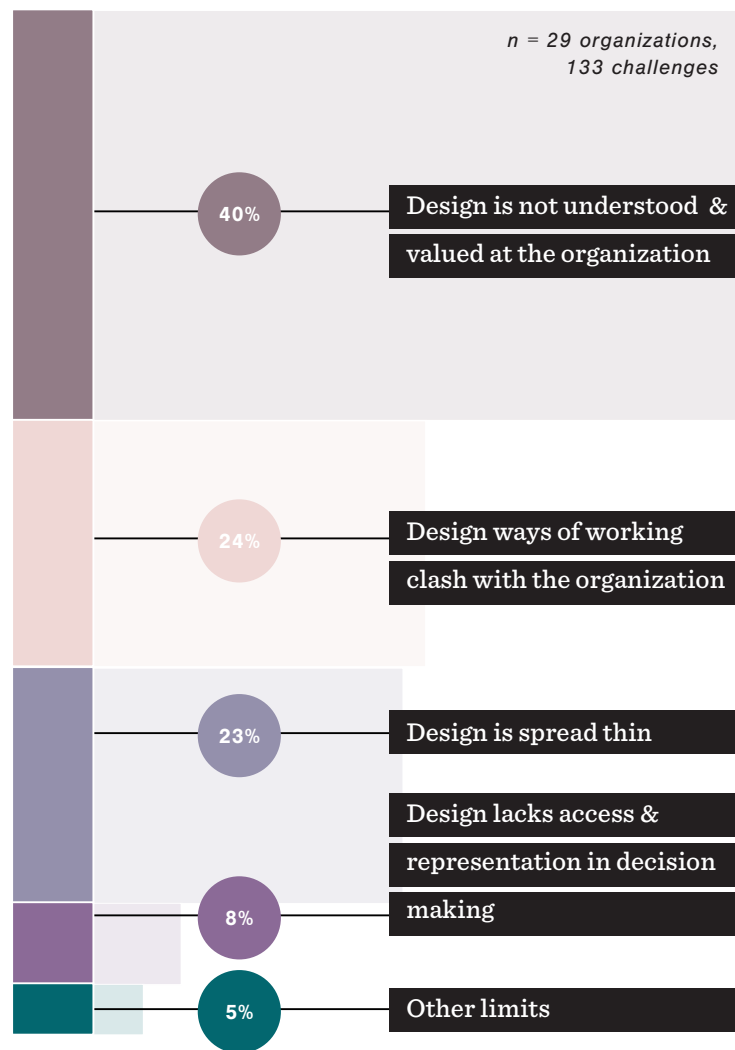 n = 29 organizations,
133 challenges
40%
Design is not understood &
valued at the organization
24%
Design ways of working
clash with the organization
23%
Design is spread thin
Design lacks access &
representation in decision
making
8%
5%
Other limits